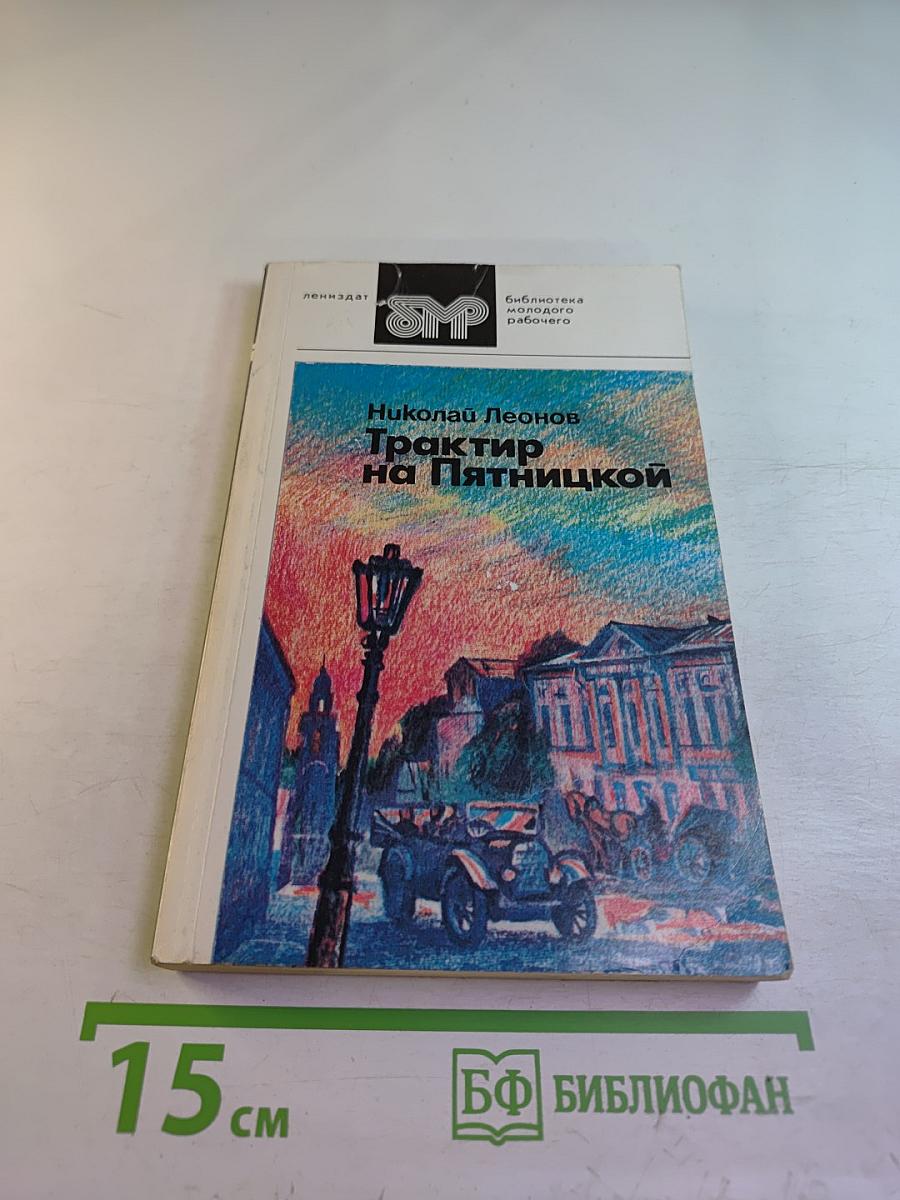 лениздат
бмр
библиотека
молодого
рабочего
Николай Леонов
Трактир
на Пятницкой
15 см
БФ БИБЛИОФАН